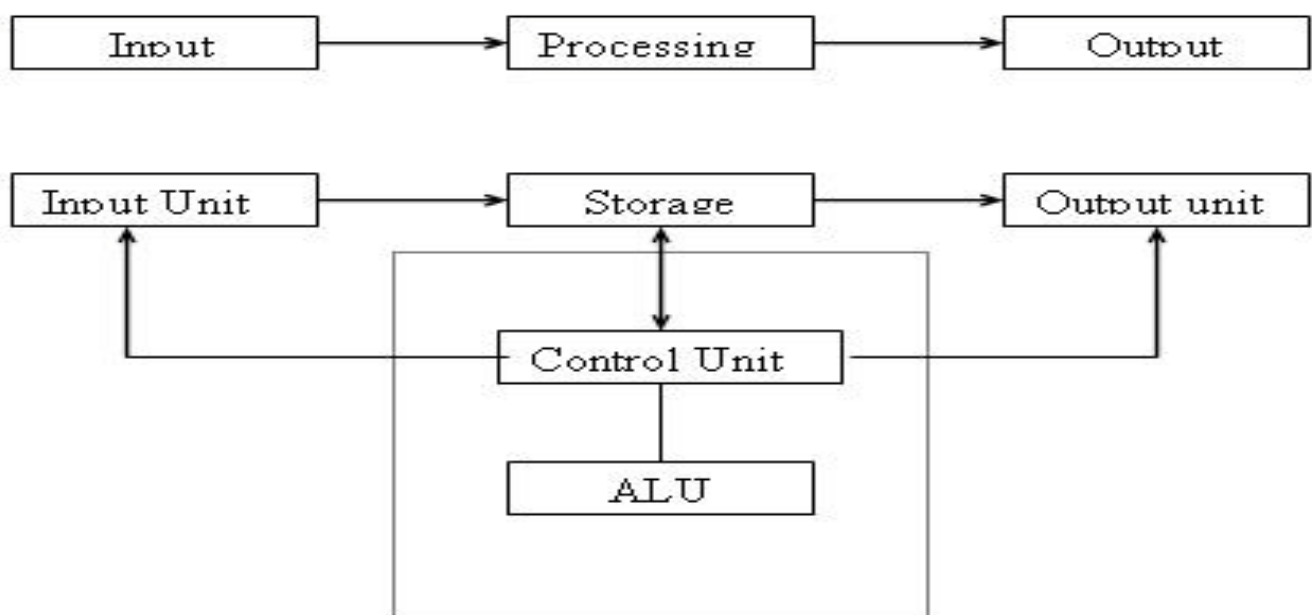 Input
Processing
Output
Input Unit
Storage
Output unit
Control Unit
ALU